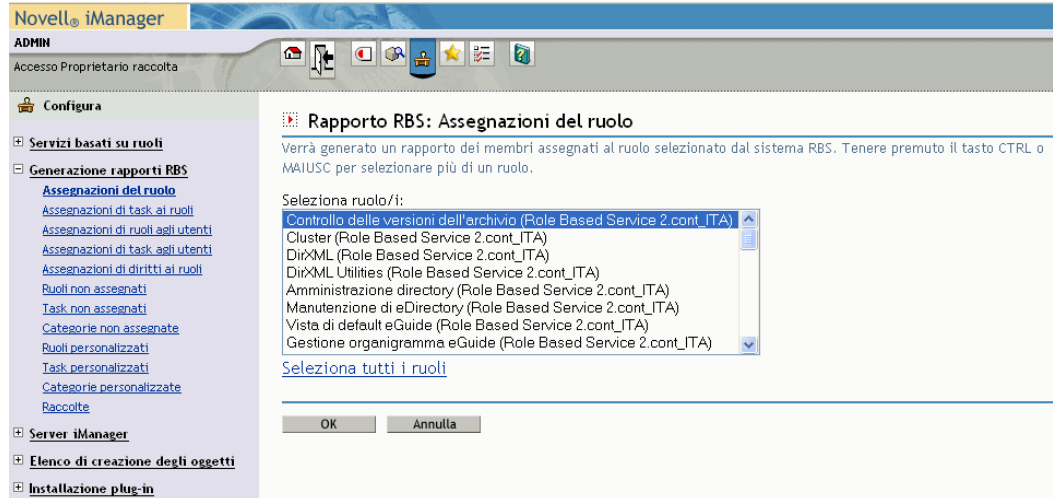 Novell® iManager
ADMIN
Accesso Proprietario raccolta
Configura
Servizi basati su ruoli
Generazione rapporti RBS
Assegnazioni del ruolo
Assegnazioni di task ai ruoli
Assegnazioni di ruoli agli utenti
Assegnazioni di task agli utenti
Assegnazioni di diritti ai ruoli
Ruoli non assegnati
Task non assegnati
Categorie non assegnate
Ruoli personalizzati
Task personalizzati
Categorie personalizzate
Raccolte
Server iManager
Elenco di creazione degli oggetti
Installazione plug-in
Rapporto RBS: Assegnazioni del ruolo
Verrà generato un rapporto dei membri assegnati al ruolo selezionato dal sistema RBS. Tenere premuto il tasto CTRL o
MAIUSC per selezionare più di un ruolo.
Seleziona ruolo/i:
Controllo delle versioni dell'archivio (Role Based Service 2.cont_ITA)
Cluster (Role Based Service 2.cont_ITA)
DirXML (Role Based Service 2.cont_ITA)
DirXML Utilities (Role Based Service 2.cont_ITA)
Amministrazione directory (Role Based Service 2.cont_ITA)
Manutenzione di eDirectory (Role Based Service 2.cont_ITA)
Vista di default eGuide (Role Based Service 2.cont_ITA)
Gestione organigramma eGuide (Role Based Service 2.cont_ITA)
Seleziona tutti i ruoli
OK
Annulla